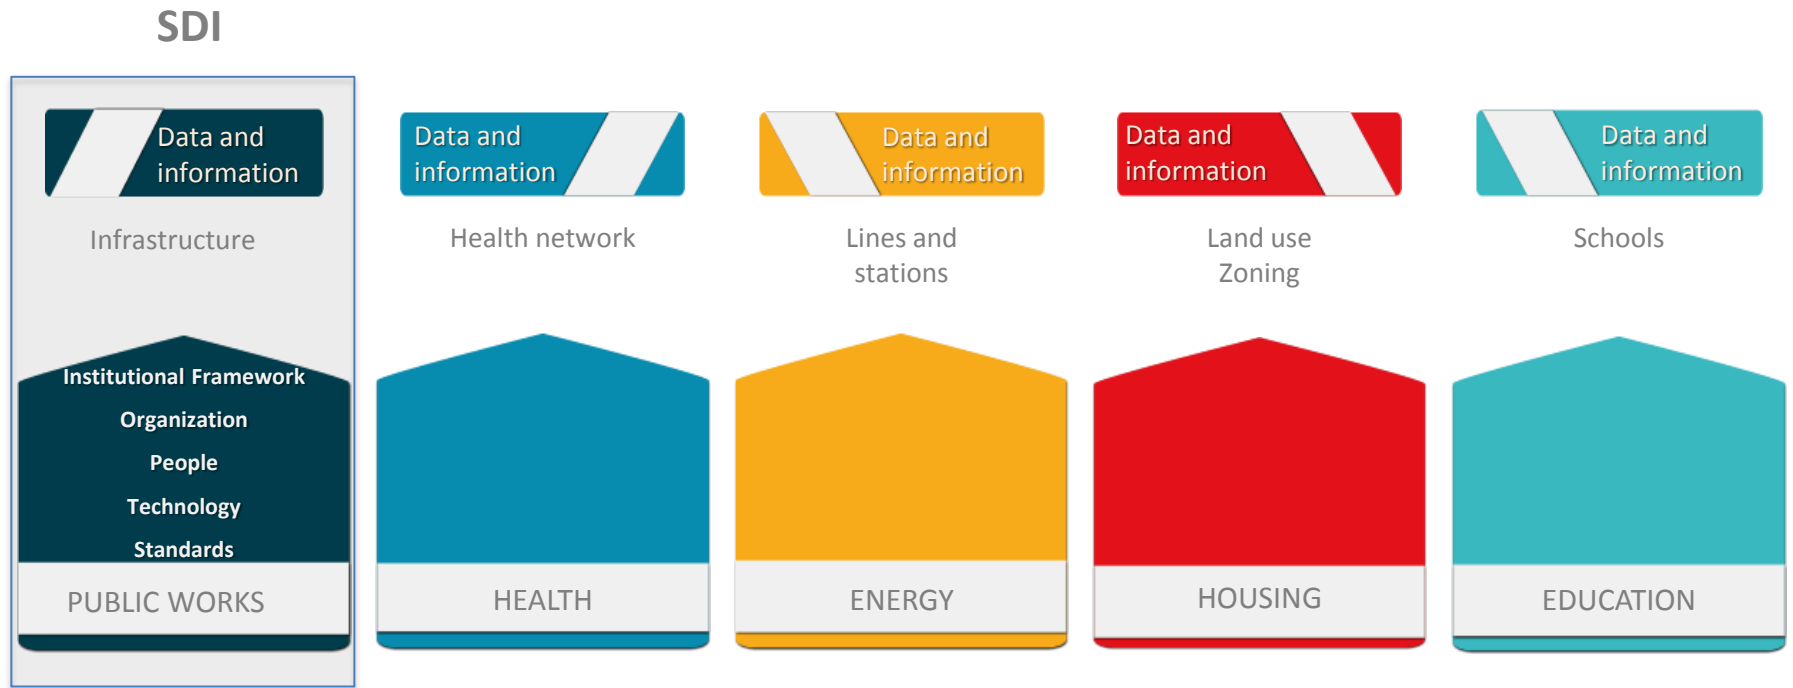 SDI
Data and
information
Infrastructure
Institutional Framework
Organization
People
Technology
Standards
PUBLIC WORKS
Data and
information
Health network
HEALTH
Data and
information
Lines and
stations
ENERGY
Data and
information
Land use
Zoning
HOUSING
Data and
information
Schools
EDUCATION